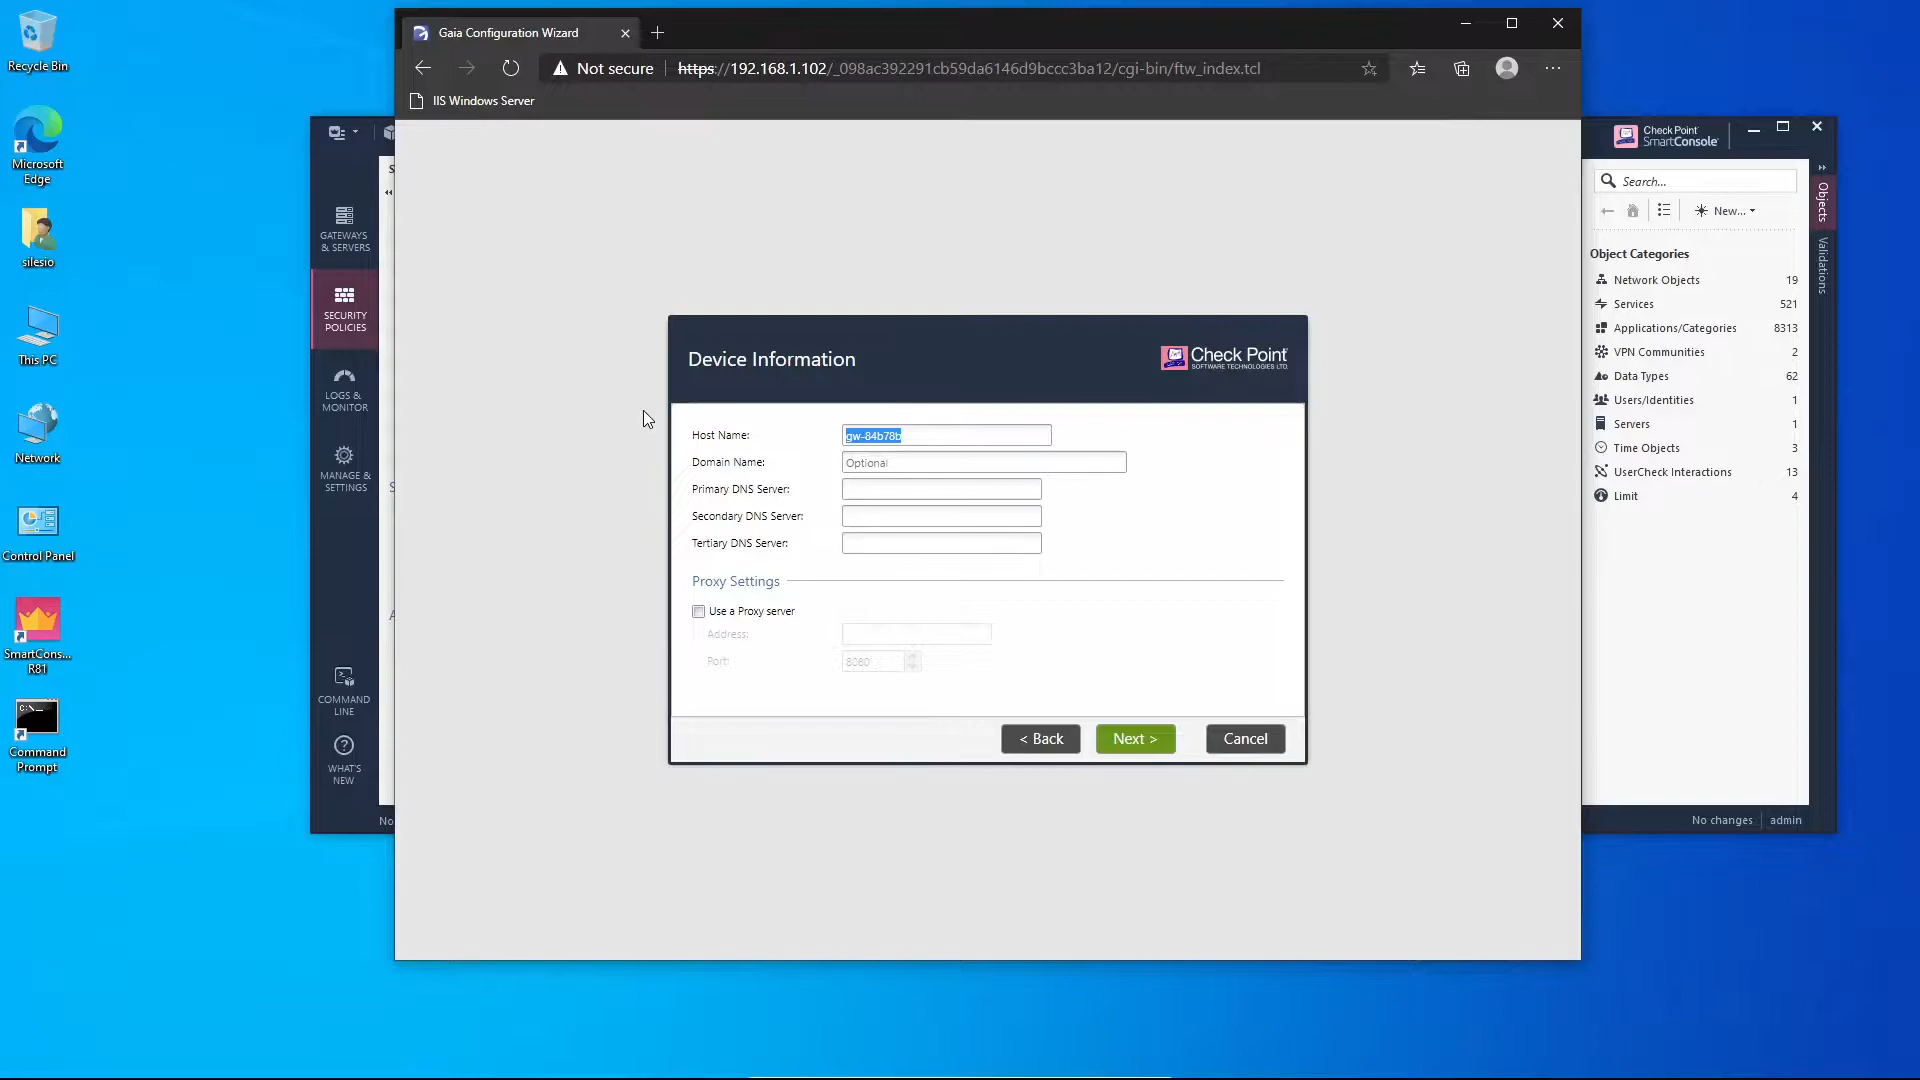 Recycle Bin
Microsoft
Edge
silesio
This PC
Network
Control Panel
SmartCons...
R81
Command
Prompt
Gaia Configuration Wizard
Not secure
https://192.168.1.102/_098ac392291cb59da6146d9bccc3ba12/cgi-bin/ftw_index.tcl
IIS Windows Server
GATEWAYS
& SERVERS
SECURITY
POLICIES
LOGS &
MONITOR
MANAGE &
SETTINGS
COMMAND
LINE
WHAT'S
NEW
S
S
A
No
Device Information
Check Point
SOFTWARE TECHNOLOGIES LTD.
Host Name:
gw-84b78b
Domain Name:
Optional
Primary DNS Server:
Secondary DNS Server:
Tertiary DNS Server:
Proxy Settings
Use a Proxy server
Address:
Port:
8080
< Back
Next >
Cancel
Check Point
SmartConsole
Search...
New...
Object Categories
Network Objects 19
Services 521
Applications/Categories 8313
VPN Communities 2
Data Types 62
Users/Identities 1
Servers 1
Time Objects 3
UserCheck Interactions 13
Limit 4
Objects
Validations
No changes
admin